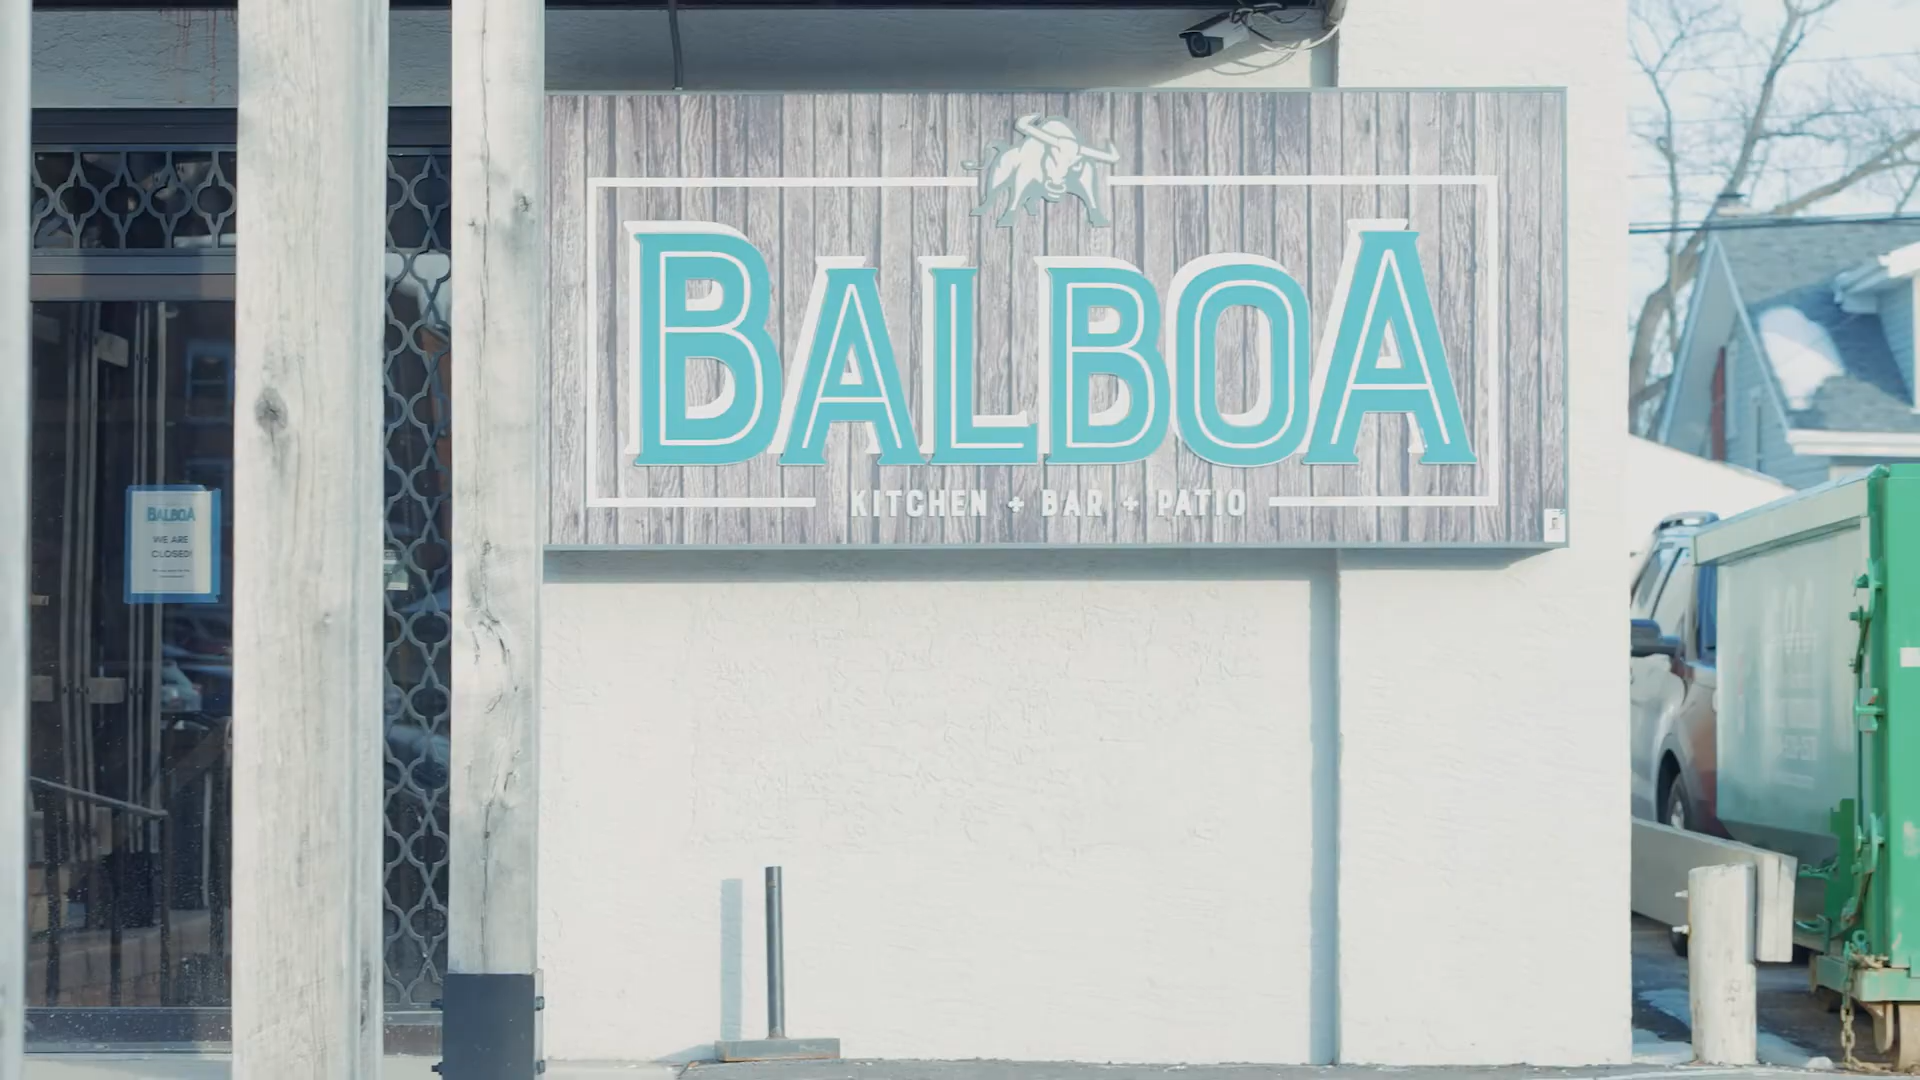 BALBOA
KITCHEN + BAR + PATIO
BALBOA
WE ARE
CLOSED!